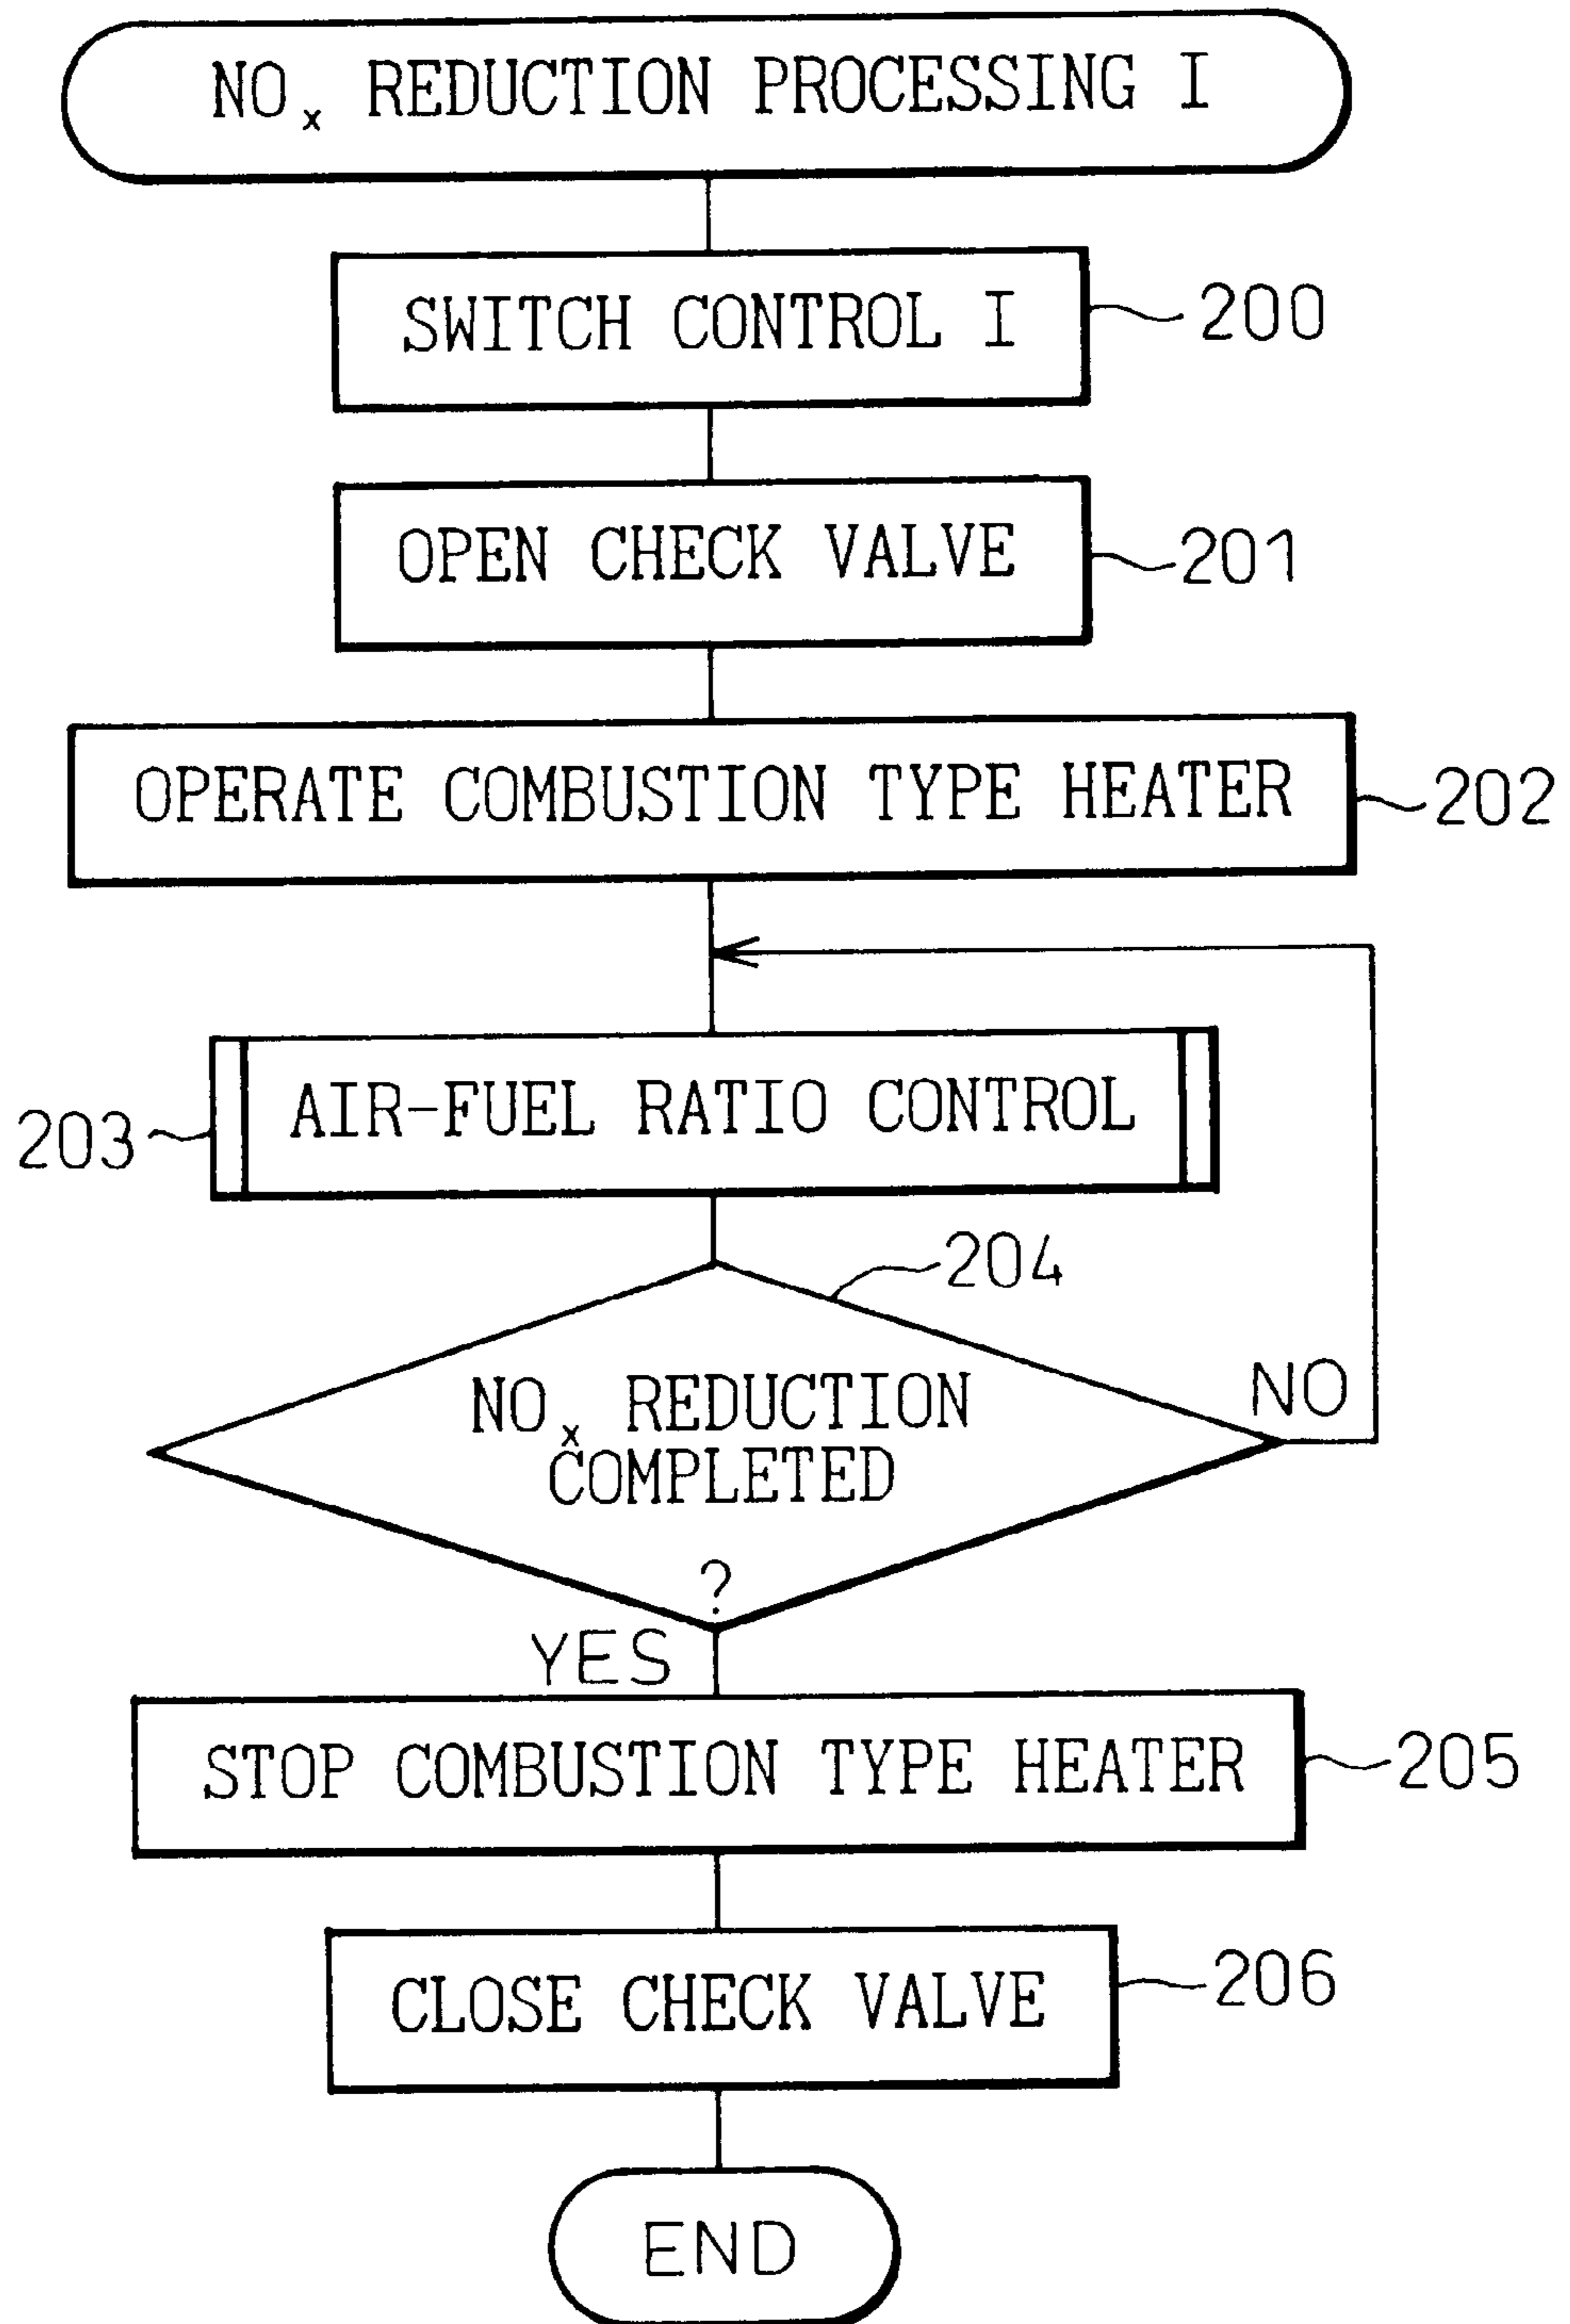 NOx REDUCTION PROCESSING I
SWITCH CONTROL I
200
OPEN CHECK VALVE
201
OPERATE COMBUSTION TYPE HEATER
202
AIR-FUEL RATIO CONTROL
203
204
NOx REDUCTION
COMPLETED
?
NO
YES
STOP COMBUSTION TYPE HEATER
205
CLOSE CHECK VALVE
206
END